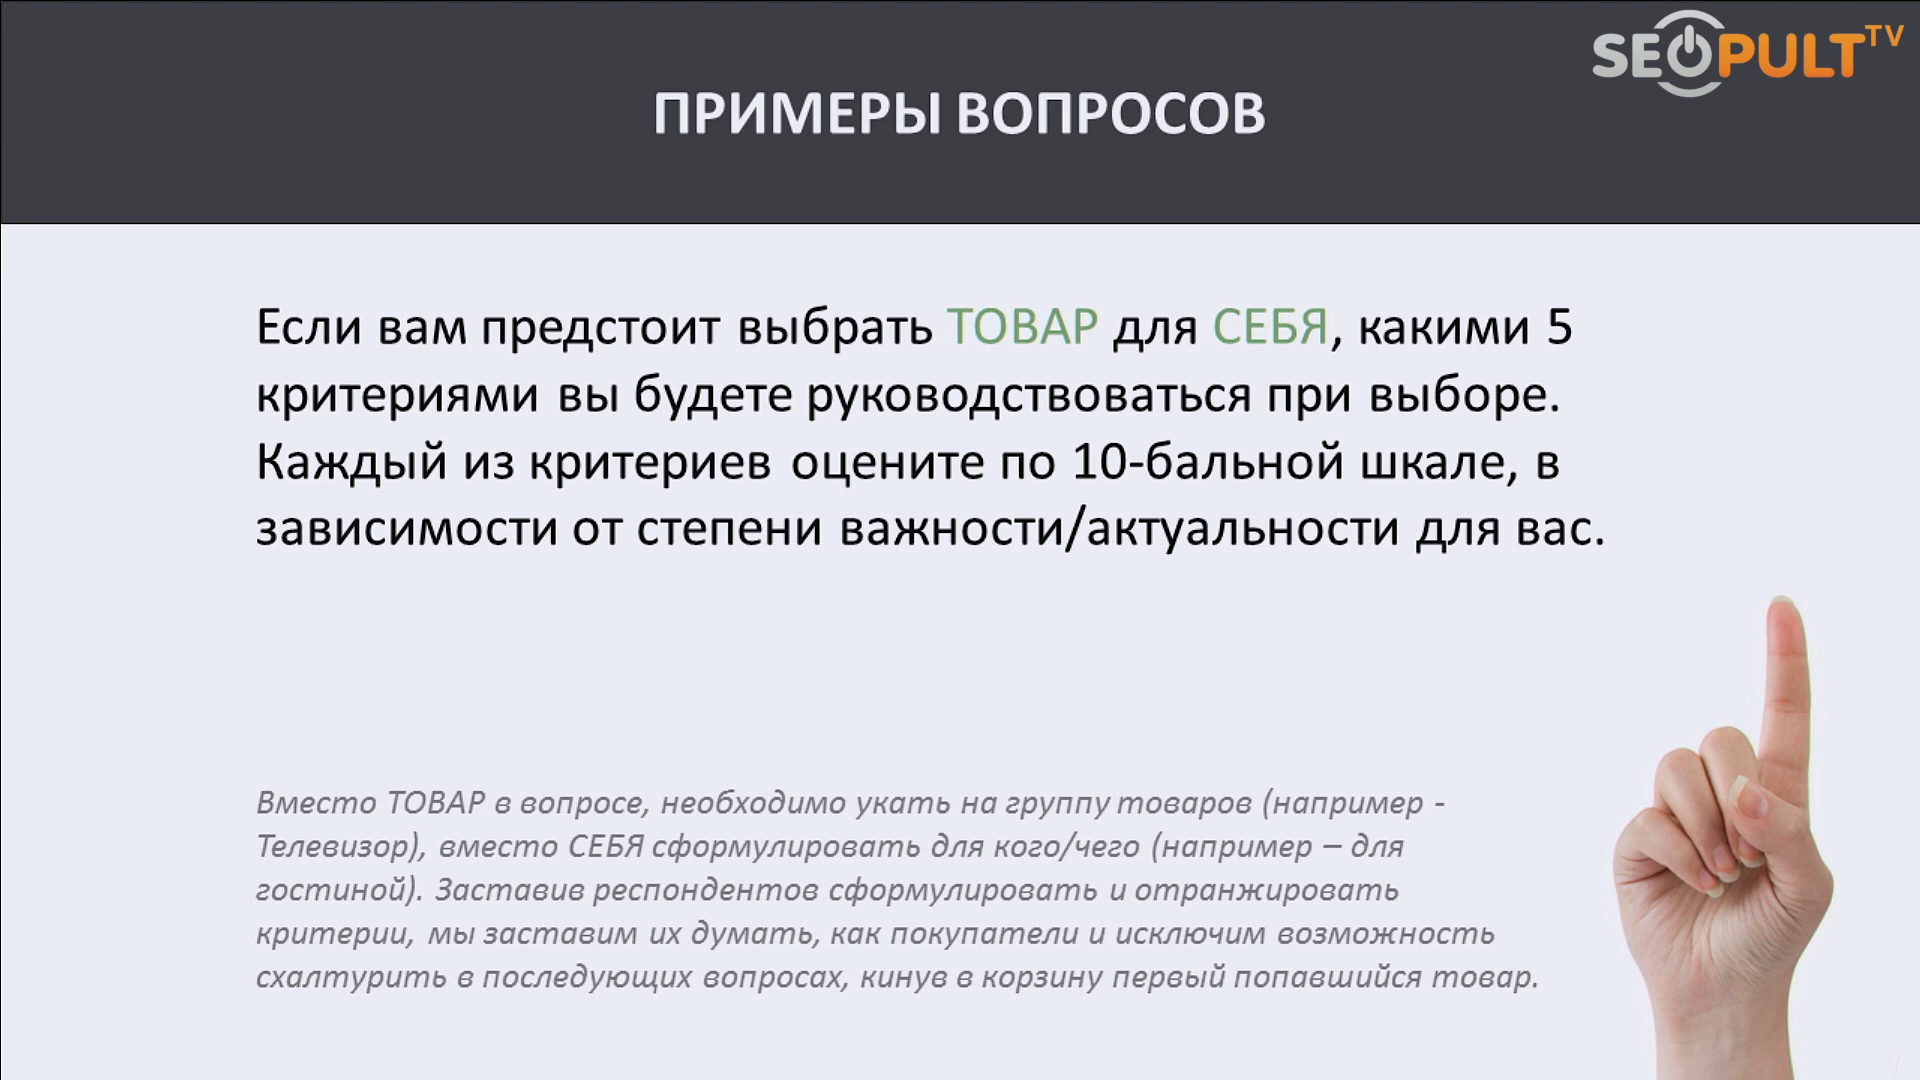 SEOPULT TV
ПРИМЕРЫ ВОПРОСОВ
Если вам предстоит выбрать ТОВАР для СЕБЯ, какими 5
критериями вы будете руководствоваться при выборе.
Каждый из критериев оцените по 10-бальной шкале, в
зависимости от степени важности/актуальности для вас.
Вместо ТОВАР в вопросе, необходимо укать на группу товаров (например -
Телевизор), вместо СЕБЯ сформулировать для кого/чего (например – для
гостиной). Заставив респондентов сформулировать и отранжировать
критерии, мы заставим их думать, как покупатели и исключим возможность
схалтурить в последующих вопросах, кинув в корзину первый попавшийся товар.